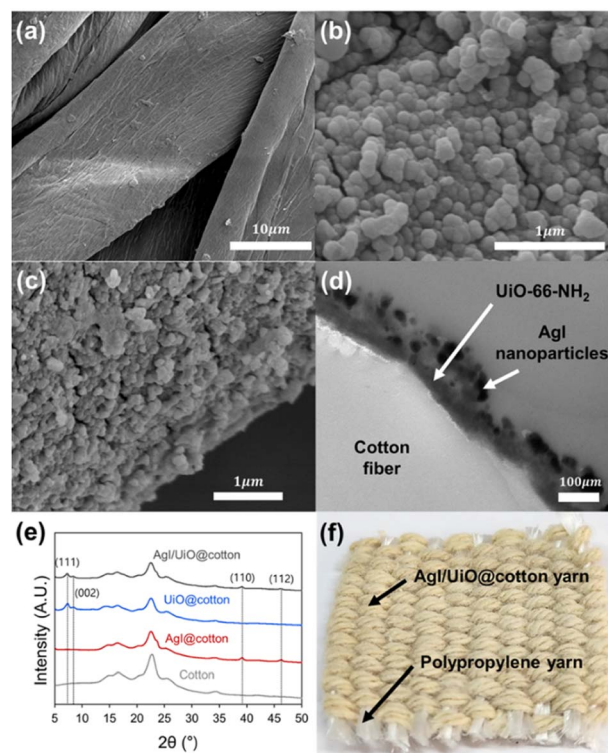 (a)
10μm
(b)
1μm
(c)
1μm
(d)
UiO-66-NH₂
AgI
nanoparticles
Cotton
fiber
100μm
(e)
Intensity (A.U.)
(111)
(002)
AgI/UiO@cotton
(110)
(112)
UiO@cotton
AgI@cotton
Cotton
5 10 15 20 25 30 35 40 45 50
2θ (°)
(f)
AgI/UiO@cotton yarn
Polypropylene yarn